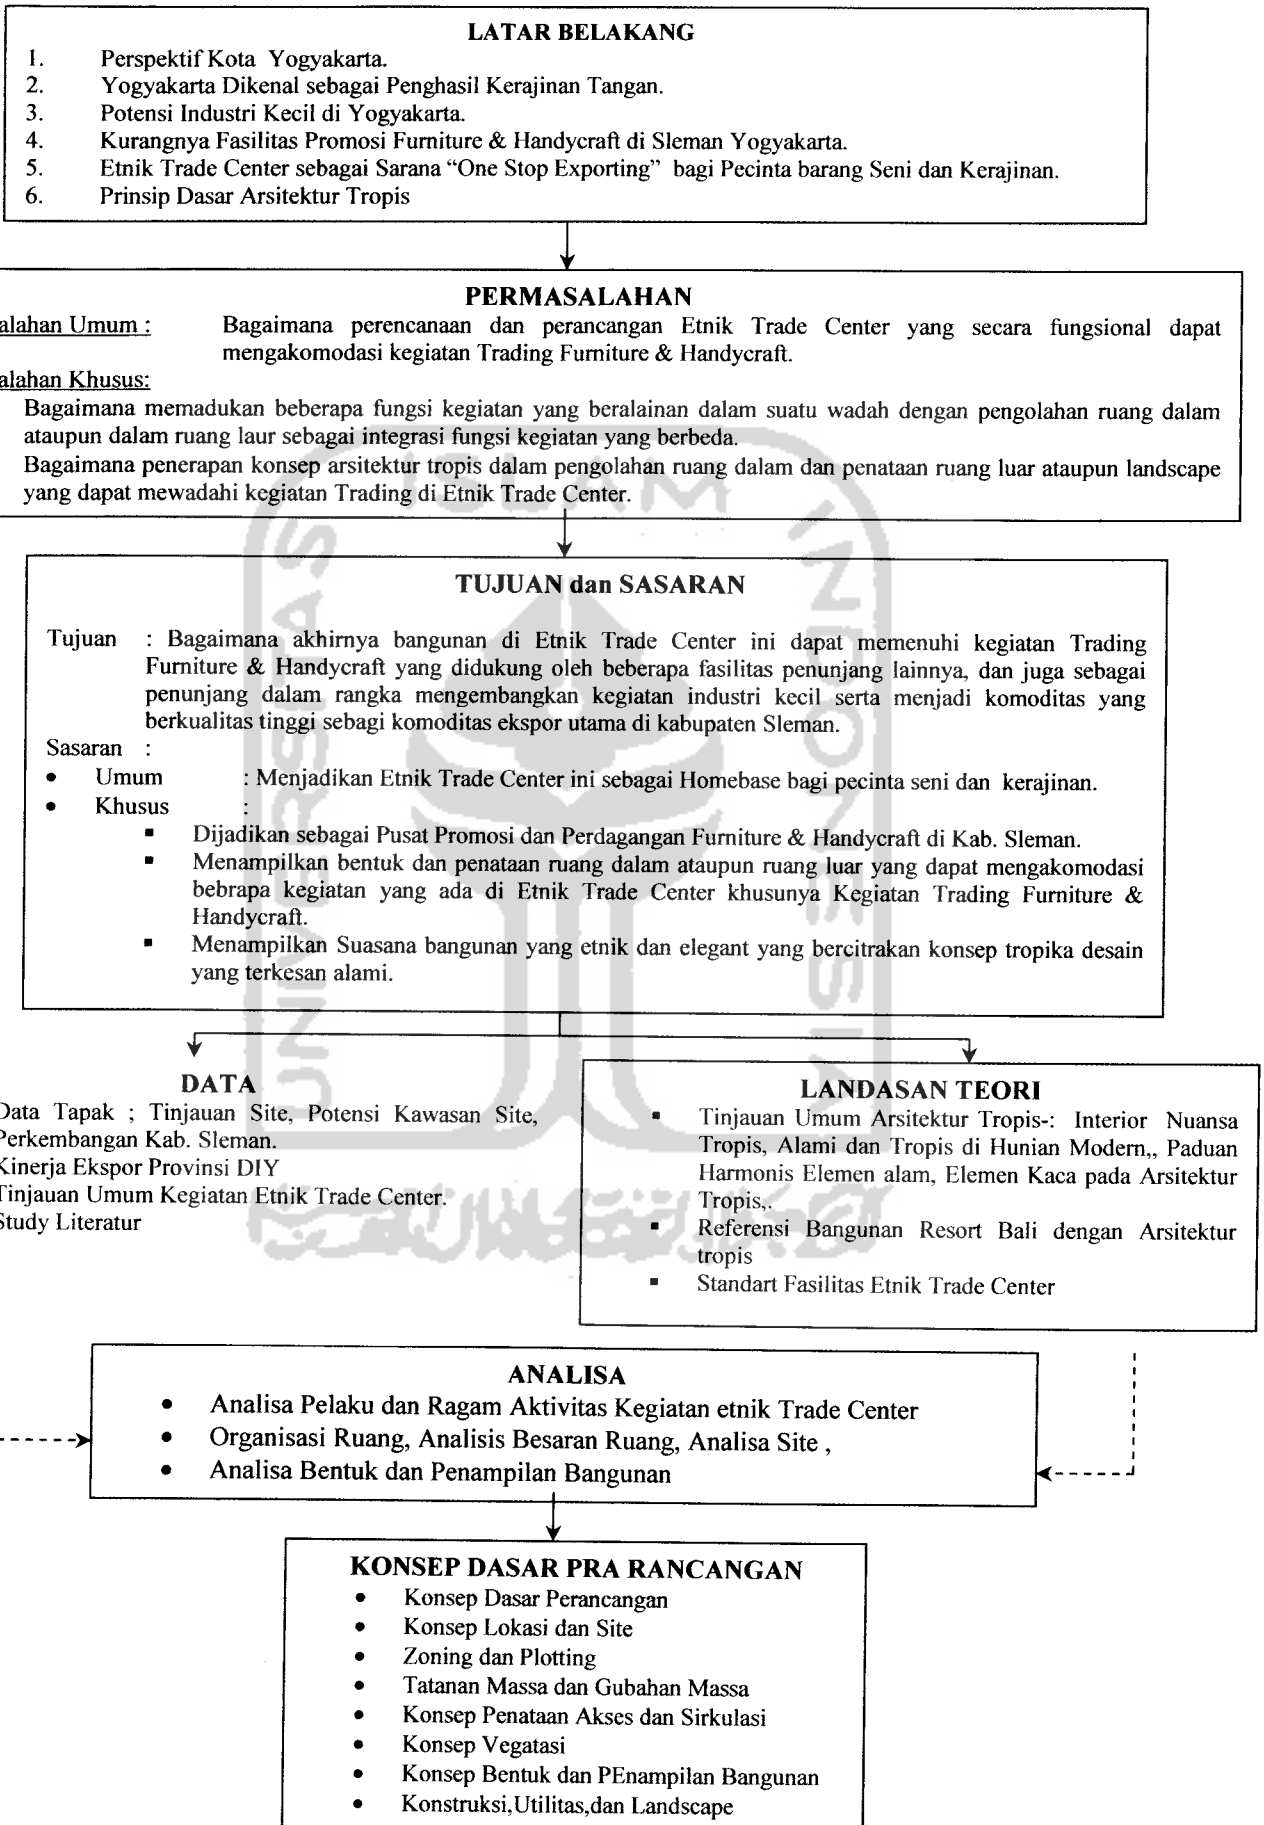 LATAR BELAKANG
1. Perspektif Kota Yogyakarta.
2. Yogyakarta Dikenal sebagai Penghasil Kerajinan Tangan.
3. Potensi Industri Kecil di Yogyakarta.
4. Kurangnya Fasilitas Promosi Furniture & Handycraft di Sleman Yogyakarta.
5. Etnik Trade Center sebagai Sarana “One Stop Exporting” bagi Pecinta barang Seni dan Kerajinan.
6. Prinsip Dasar Arsitektur Tropis
PERMASALAHAN
alahan Umum : Bagaimana perencanaan dan perancangan Etnik Trade Center yang secara fungsional dapat
mengakomodasi kegiatan Trading Furniture & Handycraft.
alahan Khusus:
Bagaimana memadukan beberapa fungsi kegiatan yang beralainan dalam suatu wadah dengan pengolahan ruang dalam
ataupun dalam ruang laur sebagai integrasi fungsi kegiatan yang berbeda.
Bagaimana penerapan konsep arsitektur tropis dalam pengolahan ruang dalam dan penataan ruang luar ataupun landscape
yang dapat mewadahi kegiatan Trading di Etnik Trade Center.
TUJUAN dan SASARAN
Tujuan : Bagaimana akhirnya bangunan di Etnik Trade Center ini dapat memenuhi kegiatan Trading
Furniture & Handycraft yang didukung oleh beberapa fasilitas penunjang lainnya, dan juga sebagai
penunjang dalam rangka mengembangkan kegiatan industri kecil serta menjadi komoditas yang
berkualitas tinggi sebagi komoditas ekspor utama di kabupaten Sleman.
Sasaran :
• Umum : Menjadikan Etnik Trade Center ini sebagai Homebase bagi pecinta seni dan kerajinan.
• Khusus :
▪ Dijadikan sebagai Pusat Promosi dan Perdagangan Furniture & Handycraft di Kab. Sleman.
▪ Menampilkan bentuk dan penataan ruang dalam ataupun ruang luar yang dapat mengakomodasi
bebrapa kegiatan yang ada di Etnik Trade Center khusunya Kegiatan Trading Furniture &
Handycraft.
▪ Menampilkan Suasana bangunan yang etnik dan elegant yang bercitrakan konsep tropika desain
yang terkesan alami.
DATA
Data Tapak ; Tinjauan Site, Potensi Kawasan Site,
Perkembangan Kab. Sleman.
Kinerja Ekspor Provinsi DIY
Tinjauan Umum Kegiatan Etnik Trade Center.
Study Literatur
LANDASAN TEORI
▪ Tinjauan Umum Arsitektur Tropis-: Interior Nuansa
Tropis, Alami dan Tropis di Hunian Modern,, Paduan
Harmonis Elemen alam, Elemen Kaca pada Arsitektur
Tropis,.
▪ Referensi Bangunan Resort Bali dengan Arsitektur
tropis
▪ Standart Fasilitas Etnik Trade Center
ANALISA
• Analisa Pelaku dan Ragam Aktivitas Kegiatan etnik Trade Center
• Organisasi Ruang, Analisis Besaran Ruang, Analisa Site ,
• Analisa Bentuk dan Penampilan Bangunan
KONSEP DASAR PRA RANCANGAN
• Konsep Dasar Perancangan
• Konsep Lokasi dan Site
• Zoning dan Plotting
• Tatanan Massa dan Gubahan Massa
• Konsep Penataan Akses dan Sirkulasi
• Konsep Vegatasi
• Konsep Bentuk dan PEnampilan Bangunan
• Konstruksi,Utilitas,dan Landscape
UNIVERSITAS
ISLAM
INDONESIA